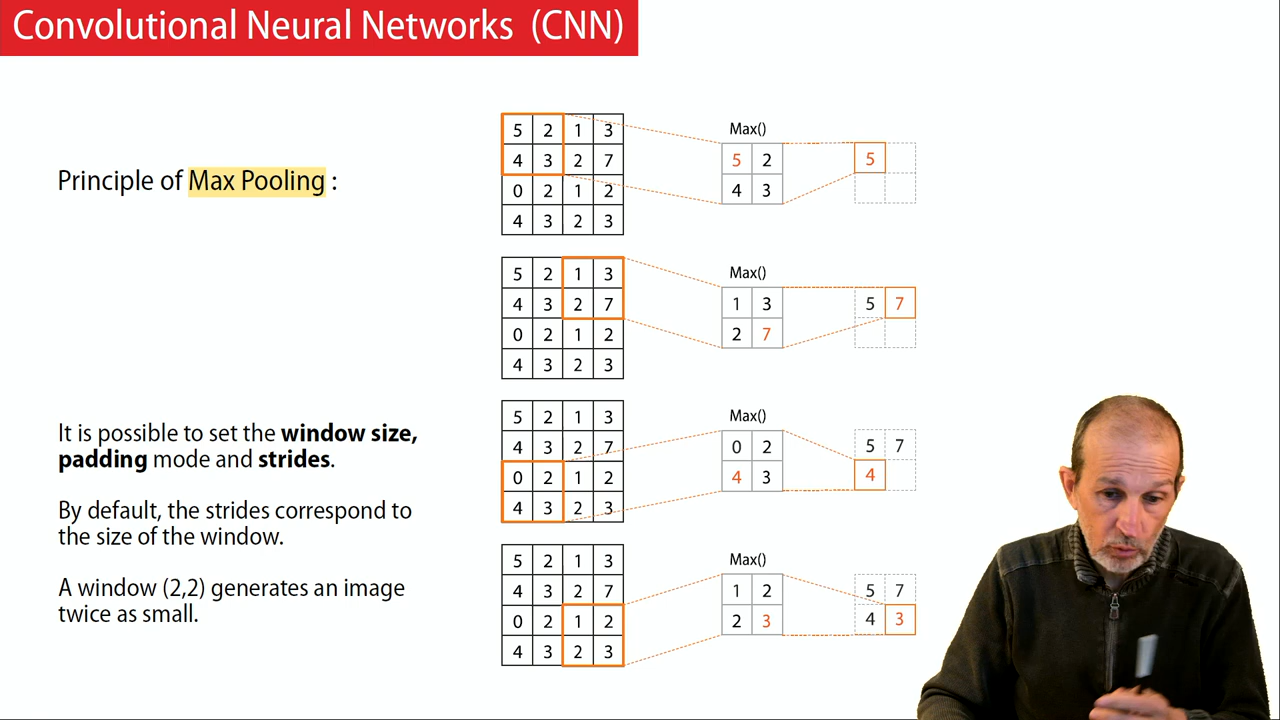 Convolutional Neural Networks (CNN)
Principle of Max Pooling :
5 2 1 3
4 3 2 7
0 2 1 2
4 3 2 3
Max()
5 2
4 3
5
5 2 1 3
4 3 2 7
0 2 1 2
4 3 2 3
Max()
1 3
2 7
5 7
It is possible to set the window size,
padding mode and strides.
By default, the strides correspond to
the size of the window.
A window (2,2) generates an image
twice as small.
5 2 1 3
4 3 2 7
0 2 1 2
4 3 2 3
Max()
0 2
4 3
5 7
4
5 2 1 3
4 3 2 7
0 2 1 2
4 3 2 3
Max()
1 2
2 3
5 7
4 3